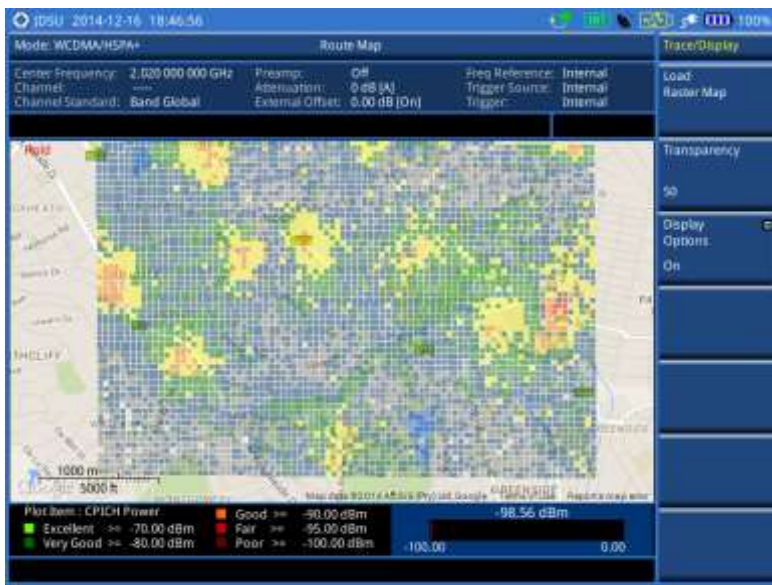 JDSU 2014-12-16 18:46:56
100%
Mode: WCDMA/HSPA+
Route Map
Trace/Display
Center Frequency: 2.020 000 000 GHz
Preamp: Off
Freq Reference: Internal
Channel: ----
Attenuation: 0 dB [A]
Trigger Source: Internal
Channel Standard: Band Global
External Offset: 0.00 dB [On]
Trigger: Internal
Load
Raster Map
Transparency
50
Display
Options
On
Hold
1000 m
5000 ft
GREENSIDE
Report a map error
Plot Item : CPICH Power
Excellent >= -70.00 dBm
Very Good >= -80.00 dBm
Good >= -90.00 dBm
Fair >= -95.00 dBm
Poor >= -100.00 dBm
-98.56 dBm
-100.00
0.00